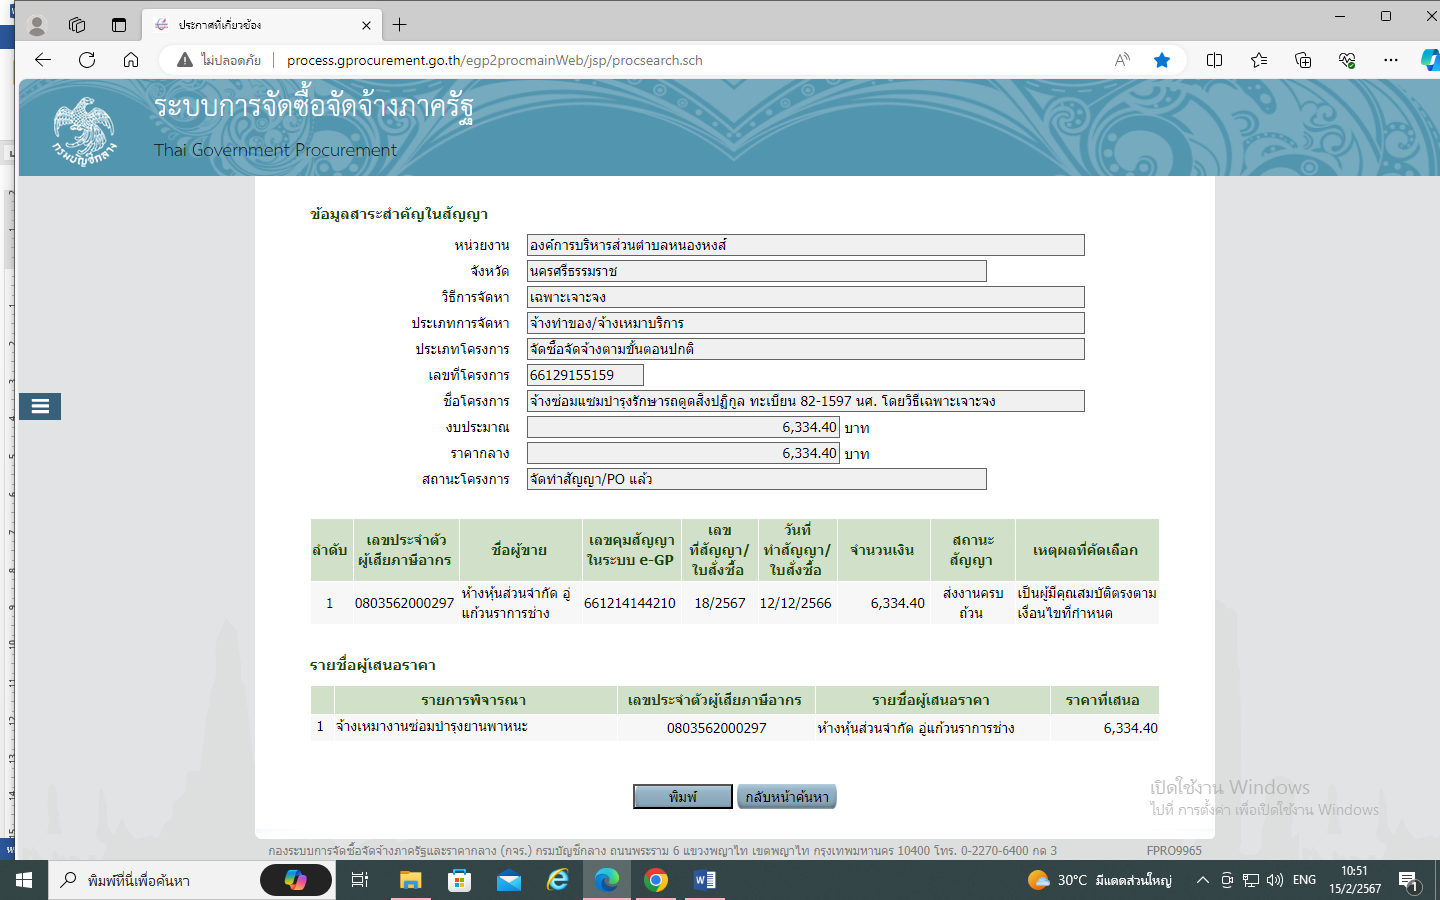 ประกาศที่เกี่ยวข้อง
ไม่ปลอดภัย process.gprocurement.go.th/egp2procmainWeb/jsp/procsearch.sch
ระบบการจัดซื้อจัดจ้างภาครัฐ
Thai Government Procurement
กรมบัญชีกลาง
ข้อมูลสาระสำคัญในสัญญา
หน่วยงาน องค์การบริหารส่วนตำบลหนองหงส์
จังหวัด นครศรีธรรมราช
วิธีการจัดหา เฉพาะเจาะจง
ประเภทการจัดหา จ้างทำของ/จ้างเหมาบริการ
ประเภทโครงการ จัดซื้อจัดจ้างตามขั้นตอนปกติ
เลขที่โครงการ 66129155159
ชื่อโครงการ จ้างซ่อมแซมบำรุงรักษารถดูดสิ่งปฏิกูล ทะเบียน 82-1597 นศ. โดยวิธีเฉพาะเจาะจง
งบประมาณ 6,334.40 บาท
ราคากลาง 6,334.40 บาท
สถานะโครงการ จัดทำสัญญา/PO แล้ว
ลำดับ เลขประจำตัวผู้เสียภาษีอากร ชื่อผู้ขาย เลขคุมสัญญาในระบบ e-GP เลขที่สัญญา/ใบสั่งซื้อ วันที่ทำสัญญา/ใบสั่งซื้อ จำนวนเงิน สถานะสัญญา เหตุผลที่คัดเลือก
1 0803562000297 ห้างหุ้นส่วนจำกัด อู่แก้วนราการช่าง 661214144210 18/2567 12/12/2566 6,334.40 ส่งงานครบถ้วน เป็นผู้มีคุณสมบัติตรงตามเงื่อนไขที่กำหนด
รายชื่อผู้เสนอราคา
รายการพิจารณา เลขประจำตัวผู้เสียภาษีอากร รายชื่อผู้เสนอราคา ราคาที่เสนอ
1 จ้างเหมางานซ่อมบำรุงยานพาหนะ 0803562000297 ห้างหุ้นส่วนจำกัด อู่แก้วนราการช่าง 6,334.40
พิมพ์ กลับหน้าค้นหา
เปิดใช้งาน Windows
ไปที่ การตั้งค่า เพื่อเปิดใช้งาน Windows
กองระบบการจัดซื้อจัดจ้างภาครัฐและราคากลาง (กจร.) กรมบัญชีกลาง ถนนพระราม 6 แขวงพญาไท เขตพญาไท กรุงเทพมหานคร 10400 โทร. 0-2270-6400 กด 3 FPRO9965
พิมพ์ที่นี่เพื่อค้นหา 30°C มีแดดส่วนใหญ่ ENG 10:51
15/2/2567 1